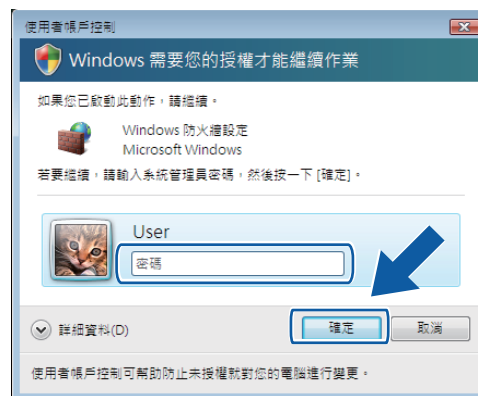 使用者帳戶控制
Windows 需要您的授權才能繼續作業
如果您已啟動此動作，請繼續。
Windows 防火牆設定
Microsoft Windows
若要繼續，請輸入系統管理員密碼，然後按一下 [確定]。
User
密碼
詳細資料(D)
確定
取消
使用者帳戶控制可幫助防止未授權就對您的電腦進行變更。